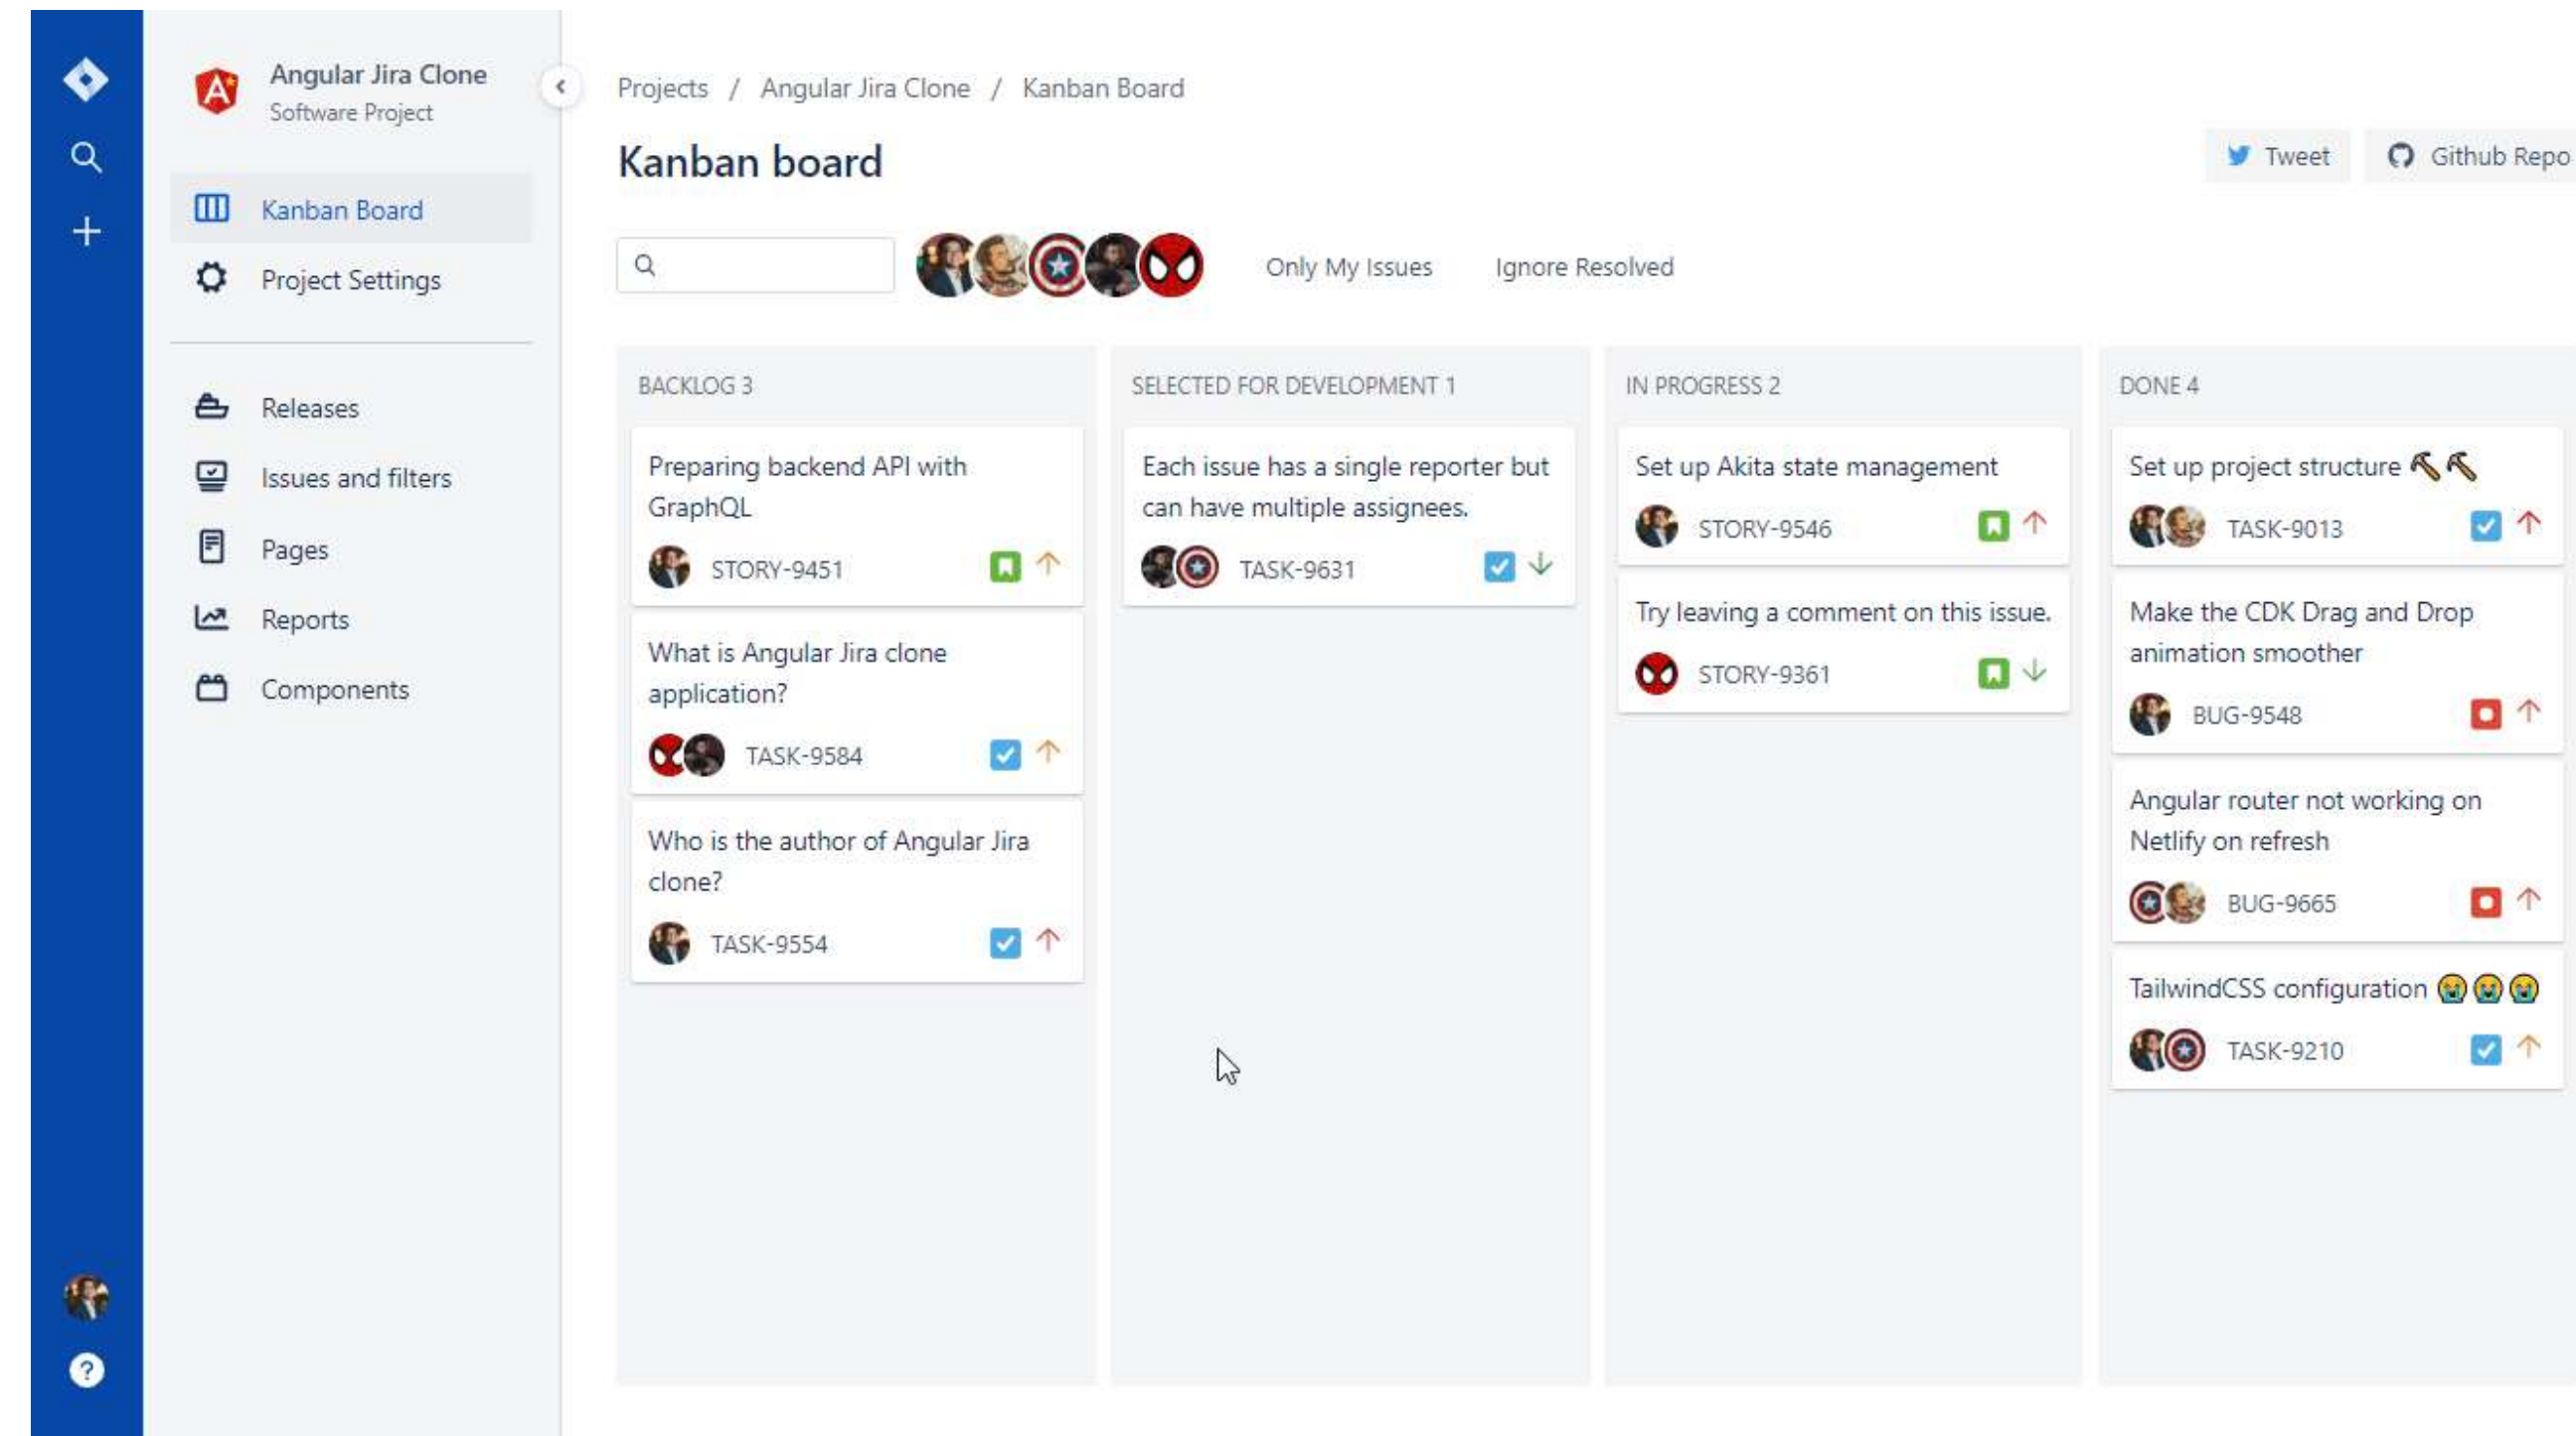 Angular Jira Clone
Software Project
Kanban Board
Project Settings
Releases
Issues and filters
Pages
Reports
Components
Projects / Angular Jira Clone / Kanban Board
Kanban board
Tweet
Github Repo
Only My Issues
Ignore Resolved
BACKLOG 3
Preparing backend API with
GraphQL
STORY-9451
What is Angular Jira clone
application?
TASK-9584
Who is the author of Angular Jira
clone?
TASK-9554
SELECTED FOR DEVELOPMENT 1
Each issue has a single reporter but
can have multiple assignees.
TASK-9631
IN PROGRESS 2
Set up Akita state management
STORY-9546
Try leaving a comment on this issue.
STORY-9361
DONE 4
Set up project structure
TASK-9013
Make the CDK Drag and Drop
animation smoother
BUG-9548
Angular router not working on
Netlify on refresh
BUG-9665
TailwindCSS configuration 😭😭😭
TASK-9210